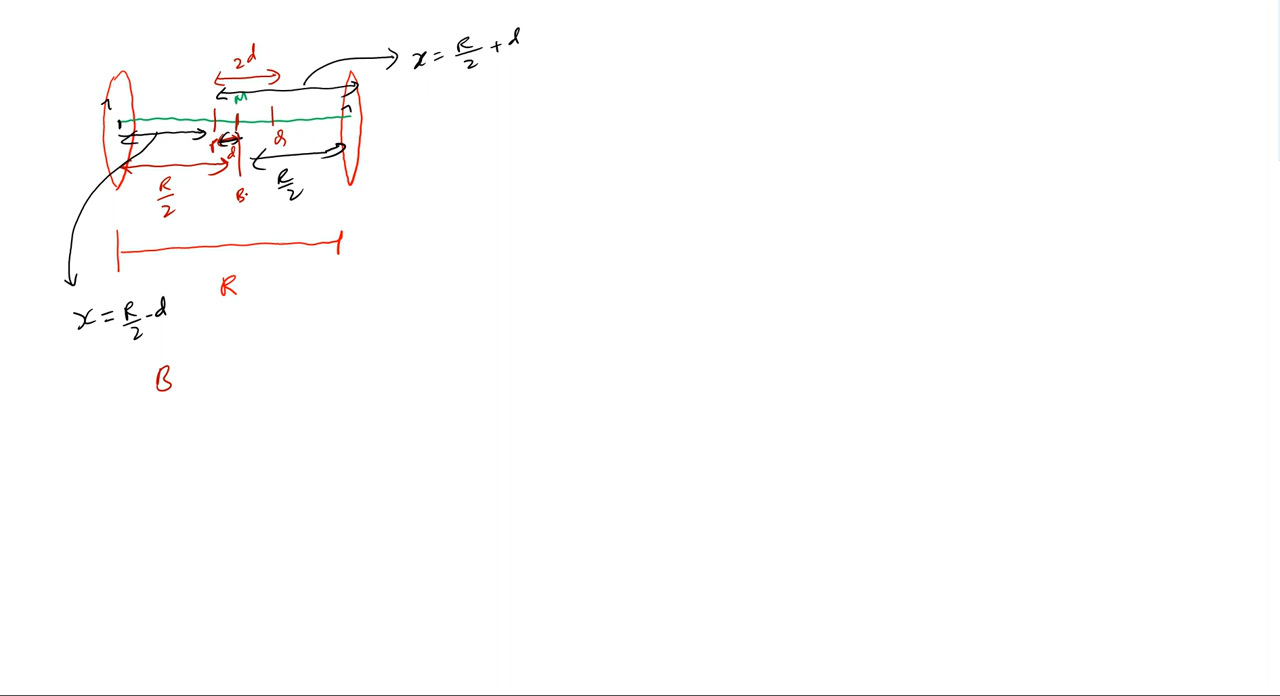 2d
x = R/2 + d
M
d
R/2
R/2
B
R
x = R/2 - d
B